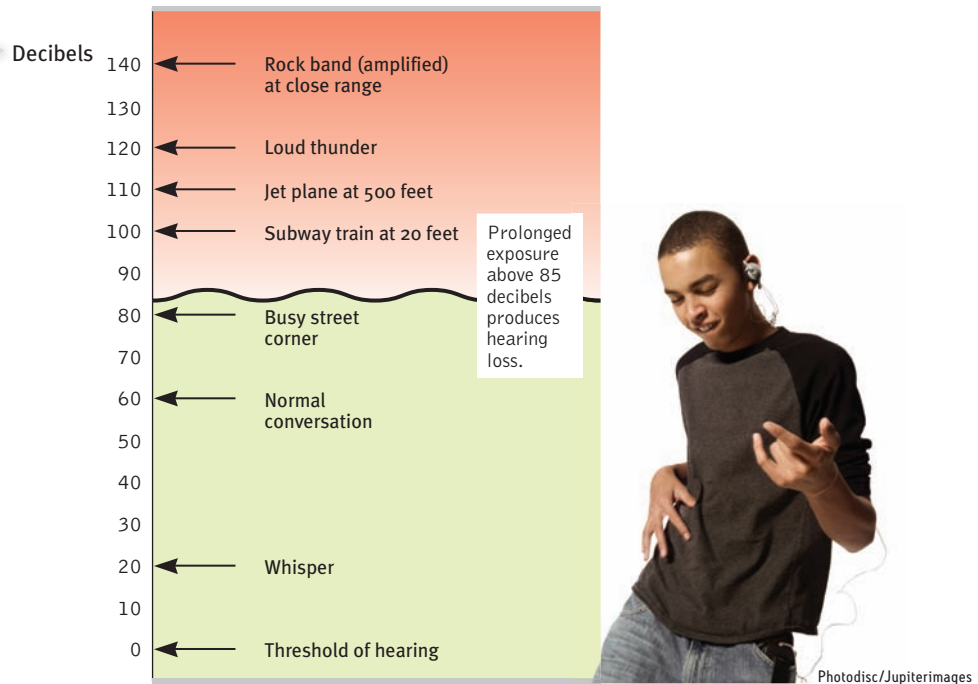 Decibels
140
Rock band (amplified)
at close range
130
120
Loud thunder
110
Jet plane at 500 feet
100
Subway train at 20 feet
90
Prolonged
exposure
above 85
decibels
produces
hearing
loss.
80
Busy street
corner
70
60
Normal
conversation
50
40
30
20
Whisper
10
0
Threshold of hearing
Photodisc/Jupiterimages